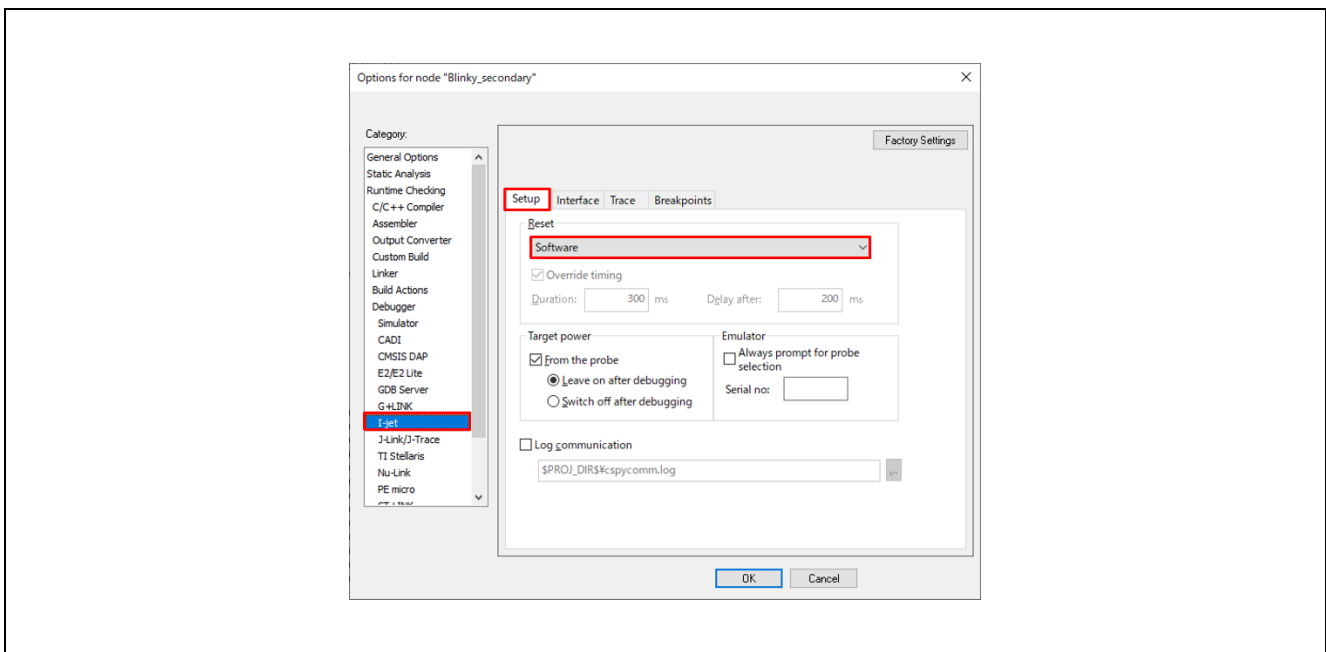 Options for node "Blinky_secondary"
Category:
General Options
Static Analysis
Runtime Checking
C/C++ Compiler
Assembler
Output Converter
Custom Build
Linker
Build Actions
Debugger
Simulator
CADI
CMSIS DAP
E2/E2 Lite
GDB Server
G+LINK
I-jet
J-Link/J-Trace
TI Stellaris
Nu-Link
PE micro
ST-LINK
Factory Settings
Setup Interface Trace Breakpoints
Reset
Software
Override timing
Duration: 300 ms Delay after: 200 ms
Target power
From the probe
Leave on after debugging
Switch off after debugging
Emulator
Always prompt for probe
selection
Serial no:
Log communication
$PROJ_DIR$¥cspycomm.log
...
OK Cancel